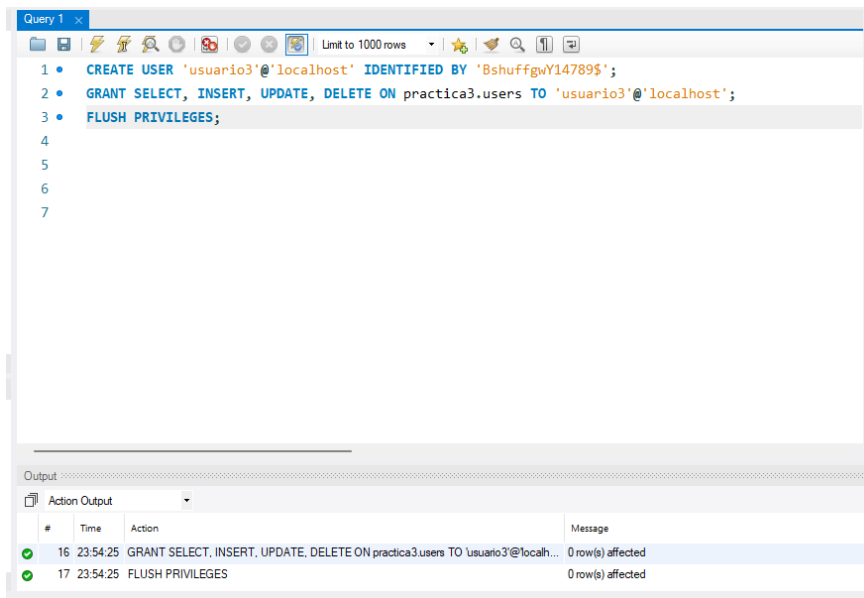 Query 1
Limit to 1000 rows
1 CREATE USER 'usuario3'@'localhost' IDENTIFIED BY 'BshuffgwY14789$';
2 GRANT SELECT, INSERT, UPDATE, DELETE ON practica3.users TO 'usuario3'@'localhost';
3 FLUSH PRIVILEGES;
4
5
6
7
Output
Action Output
# Time Action Message
16 23:54:25 GRANT SELECT, INSERT, UPDATE, DELETE ON practica3.users TO 'usuario3'@'localh... 0 row(s) affected
17 23:54:25 FLUSH PRIVILEGES 0 row(s) affected